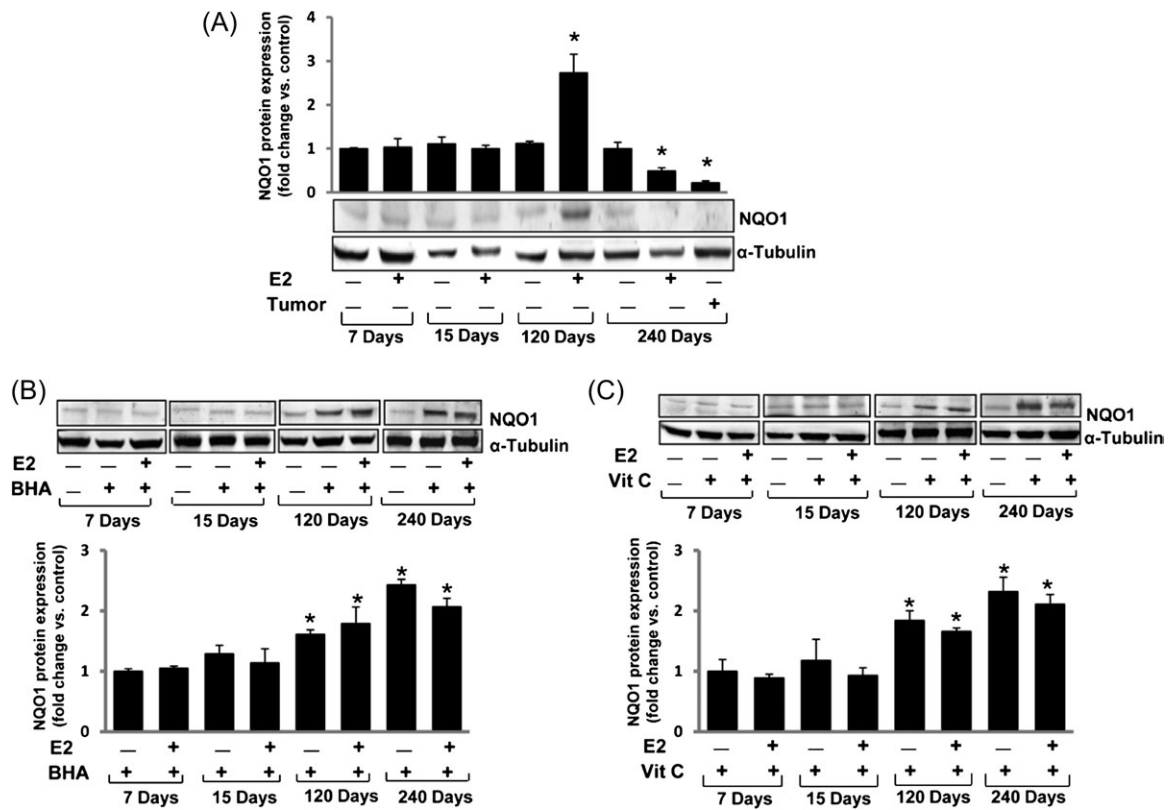 (A)
NQO1 protein expression
(fold change vs. control)
4
3
2
1
0
* * *
NQO1
α-Tubulin
E2 — + — + — + — +
Tumor — — — — — — — — +
7 Days 15 Days 120 Days 240 Days
(B)
NQO1
α-Tubulin
E2 + + + +
BHA — + + — + + — + + — + +
7 Days 15 Days 120 Days 240 Days
NQO1 protein expression
(fold change vs. control)
3
2
1
0
* * * *
E2 — + — + — + — +
BHA + + + + + + + +
7 Days 15 Days 120 Days 240 Days
(C)
NQO1
α-Tubulin
E2 + + + +
Vit C — + + — + + — + + — + +
7 Days 15 Days 120 Days 240 Days
NQO1 protein expression
(fold change vs. control)
3
2
1
0
* * * *
E2 — + — + — + — +
Vit C + + + + + + + +
7 Days 15 Days 120 Days 240 Days